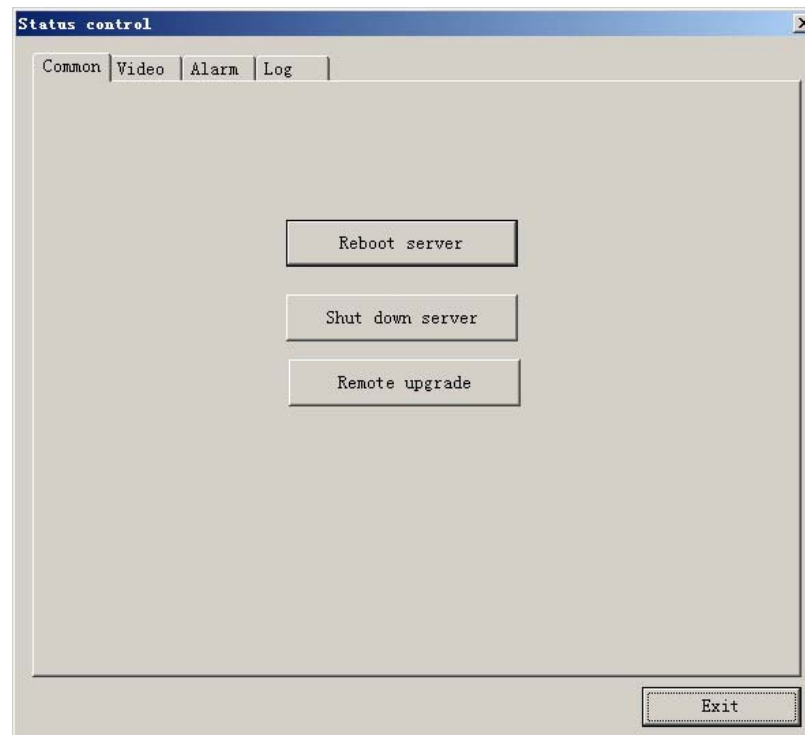 Status control
Common Video Alarm Log
Reboot server
Shut down server
Remote upgrade
Exit